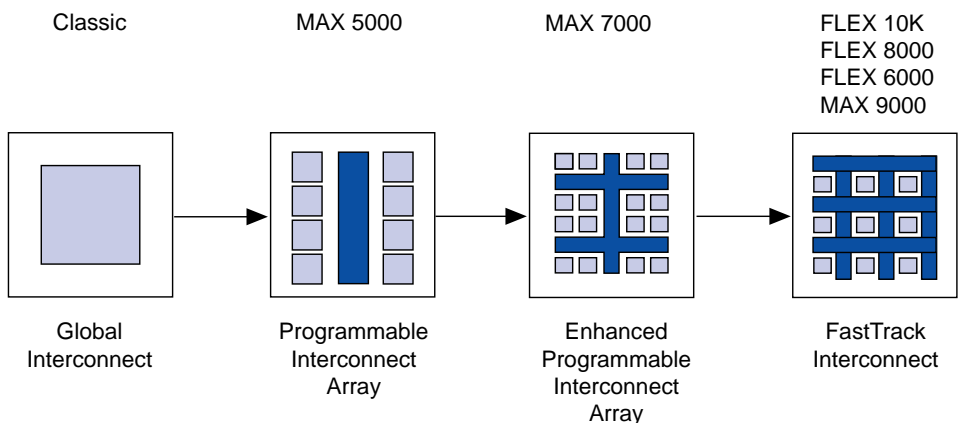 Classic
MAX 5000
MAX 7000
FLEX 10K
FLEX 8000
FLEX 6000
MAX 9000
Global
Interconnect
Programmable
Interconnect
Array
Enhanced
Programmable
Interconnect
Array
FastTrack
Interconnect